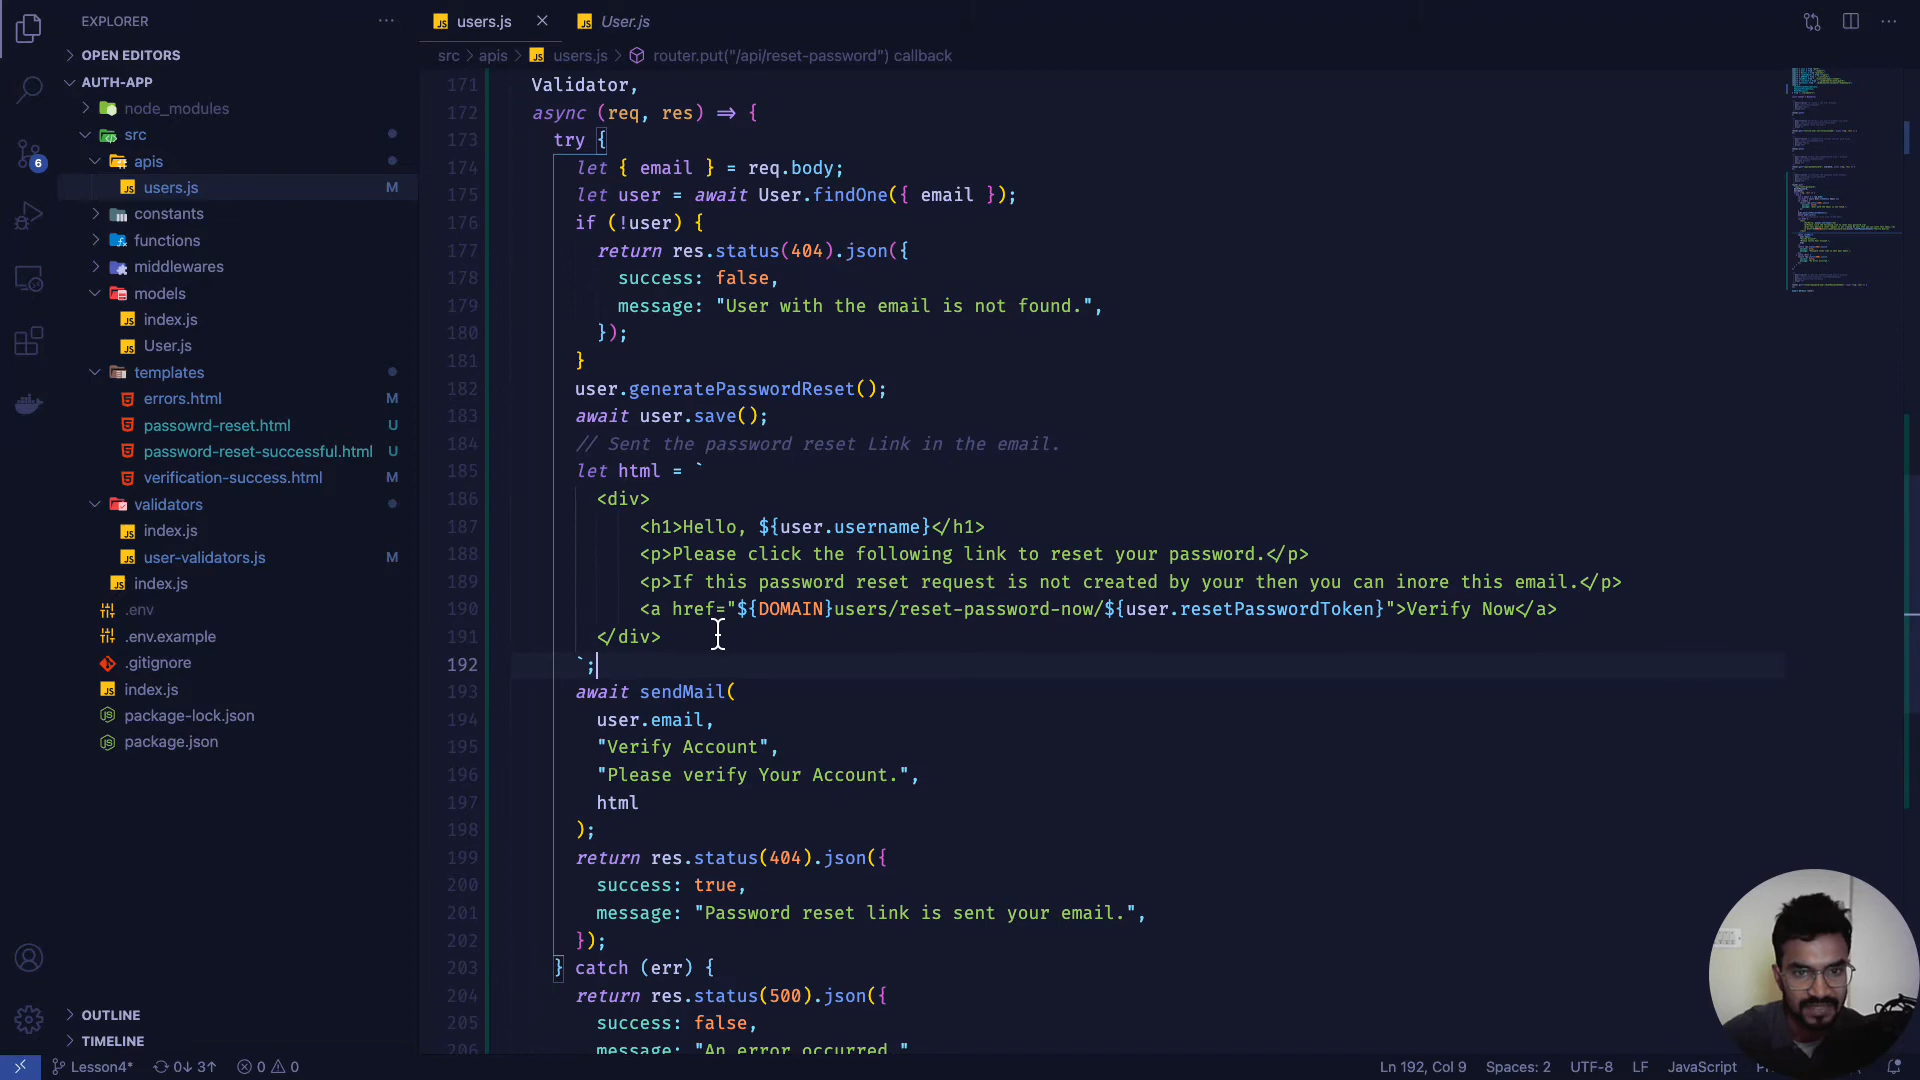 EXPLORER
OPEN EDITORS
AUTH-APP
node_modules
src
apis
users.js M
constants
functions
middlewares
models
index.js
User.js
templates
errors.html M
passowrd-reset.html U
password-reset-successful.html U
verification-success.html M
validators
index.js
user-validators.js M
index.js
.env
.env.example
.gitignore
index.js
package-lock.json
package.json
OUTLINE
TIMELINE
6
users.js
User.js
src > apis > users.js > router.put("/api/reset-password") callback
171 Validator,
172 async (req, res) => {
173 try {
174 let { email } = req.body;
175 let user = await User.findOne({ email });
176 if (!user) {
177 return res.status(404).json({
178 success: false,
179 message: "User with the email is not found.",
180 });
181 }
182 user.generatePasswordReset();
183 await user.save();
184 // Sent the password reset Link in the email.
185 let html = `
186 <div>
187 <h1>Hello, ${user.username}</h1>
188 <p>Please click the following link to reset your password.</p>
189 <p>If this password reset request is not created by your then you can inore this email.</p>
190 <a href="${DOMAIN}users/reset-password-now/${user.resetPasswordToken}">Verify Now</a>
191 </div>
192 `;
193 await sendMail(
194 user.email,
195 "Verify Account",
196 "Please verify Your Account.",
197 html
198 );
199 return res.status(404).json({
200 success: true,
201 message: "Password reset link is sent your email.",
202 });
203 } catch (err) {
204 return res.status(500).json({
205 success: false,
206 message: "An error occurred."
Lesson4* 0↓ 3↑ 0 0
Ln 192, Col 9 Spaces: 2 UTF-8 LF JavaScript